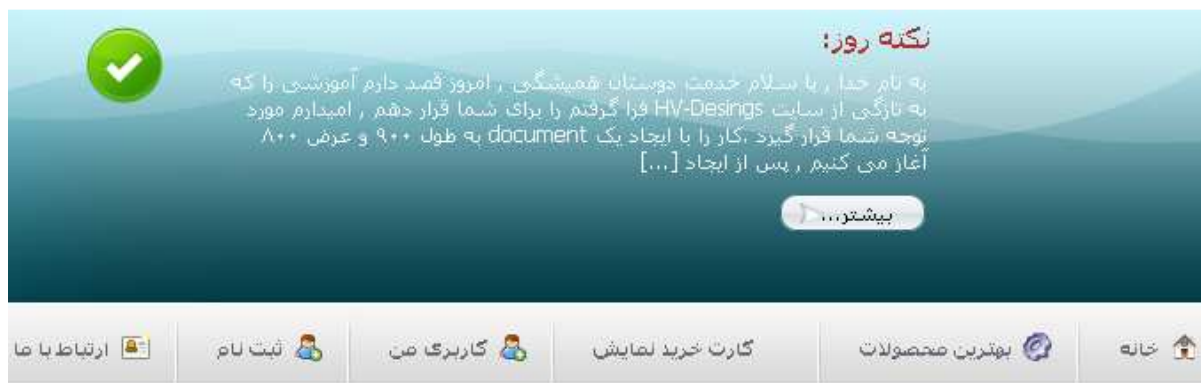 نکته روز:
به نام خدا , با سلام خدمت دوستان همیشگی , امروز قصد دارم آموزشی را که
به تازگی از سایت HV-Desings فرا گرفتم را برای شما قرار دهم , امیدارم مورد
توجه شما قرار گیرد .کار را با ایجاد یک document به طول ۹۰۰ و عرض ۸۰۰
آغاز می کنیم , پس از ایجاد [...]
بیشتر...
خانه
بهترین محصولات
کارت خرید نمایش
کاربری من
ثبت نام
ارتباط با ما